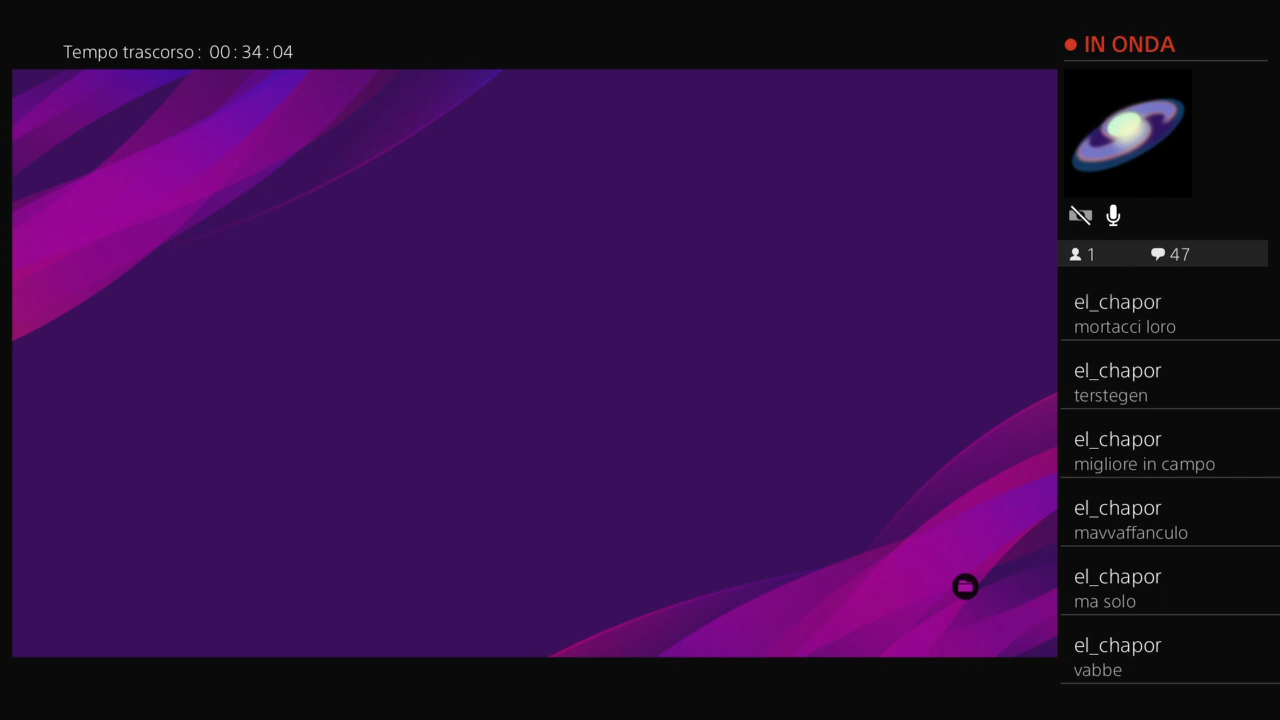 Tempo trascorso : 00 : 34 : 04
IN ONDA
1 47
el_chapor
mortacci loro
el_chapor
terstegen
el_chapor
migliore in campo
el_chapor
mavvaffanculo
el_chapor
ma solo
el_chapor
vabbe